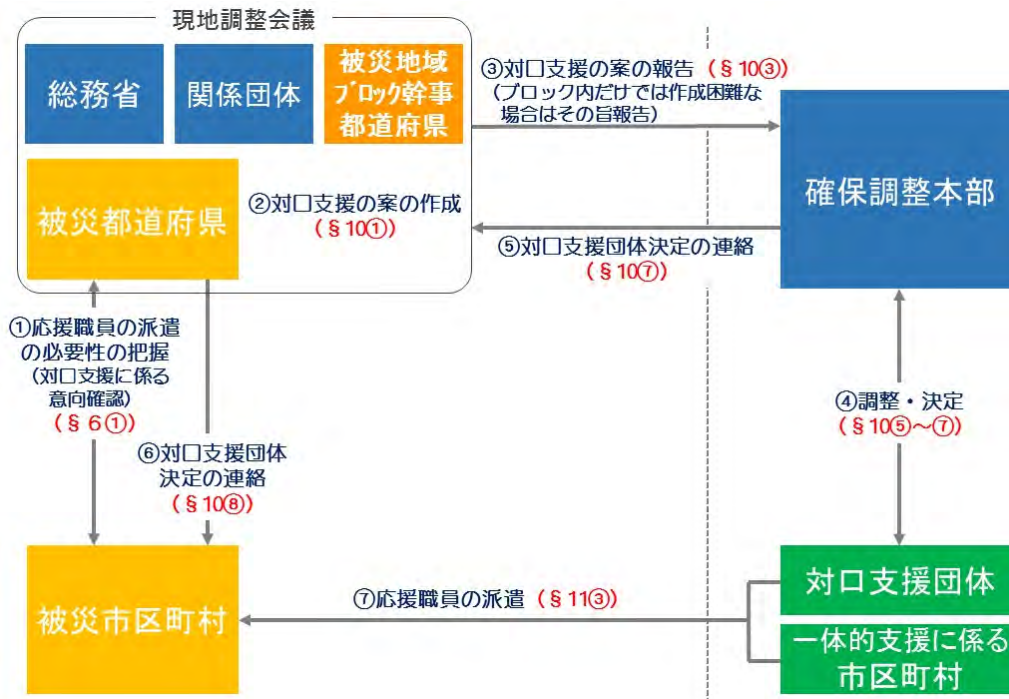 現地調整会議
総務省
関係団体
被災地域
ブロック幹事
都道府県
③対口支援の案の報告（§10③）
（ブロック内だけでは作成困難な
場合はその旨報告）
確保調整本部
被災都道府県
②対口支援の案の作成
（§10①）
⑤対口支援団体決定の連絡
（§10⑦）
①応援職員の派遣
の必要性の把握
（対口支援に係る
意向確認）
（§6①）
④調整・決定
（§10⑤～⑦）
⑥対口支援団体
決定の連絡
（§10⑧）
被災市区町村
⑦応援職員の派遣（§11③）
対口支援団体
一体的支援に係る
市区町村